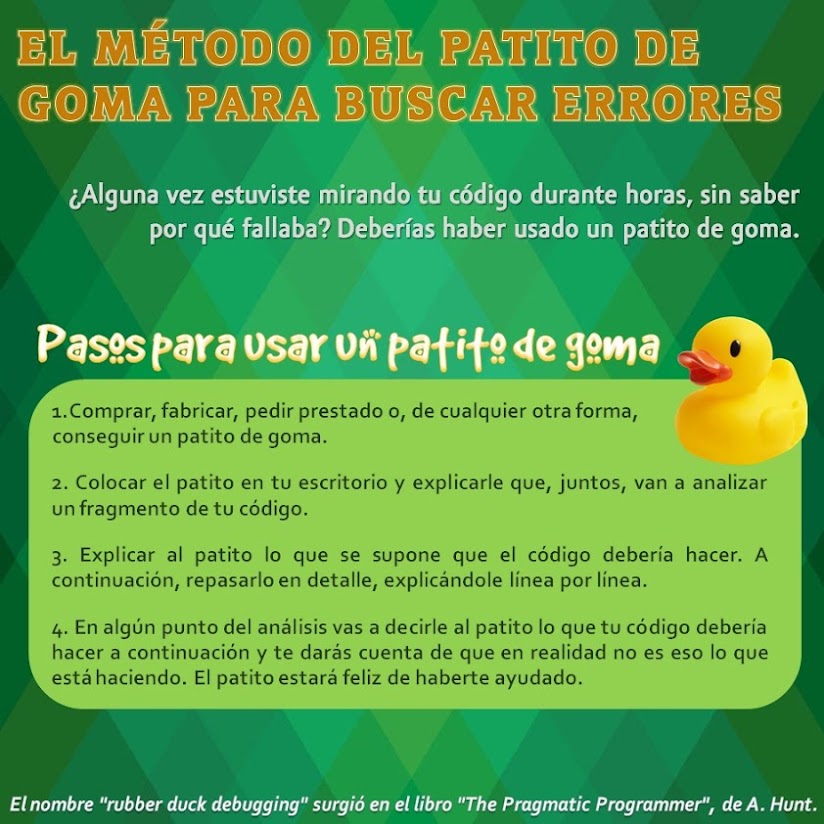 EL MÉTODO DEL PATITO DE
GOMA PARA BUSCAR ERRORES
¿Alguna vez estuviste mirando tu código durante horas, sin saber
por qué fallaba? Deberías haber usado un patito de goma.
Pasos para usar un patito de goma
1.Comprar, fabricar, pedir prestado o, de cualquier otra forma,
conseguir un patito de goma.
2. Colocar el patito en tu escritorio y explicarle que, juntos, van a analizar
un fragmento de tu código.
3. Explicar al patito lo que se supone que el código debería hacer. A
continuación, repasarlo en detalle, explicándole línea por línea.
4. En algún punto del análisis vas a decirle al patito lo que tu código debería
hacer a continuación y te darás cuenta de que en realidad no es eso lo que
está haciendo. El patito estará feliz de haberte ayudado.
El nombre "rubber duck debugging" surgió en el libro "The Pragmatic Programmer", de A. Hunt.